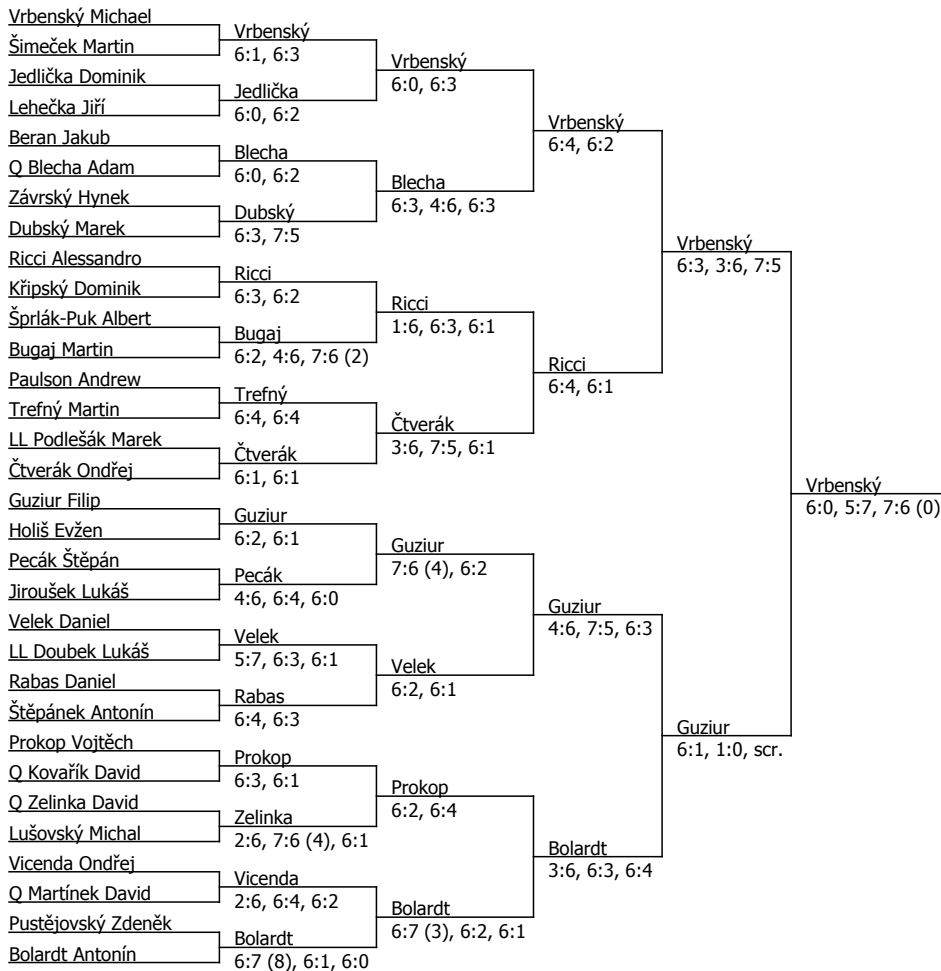 Vrbenský Michael
Šimeček Martin
Jedlička Dominik
Lehečka Jiří
Beran Jakub
Q Blecha Adam
Závrský Hynek
Dubský Marek
Ricci Alessandro
Křipský Dominik
Šprlák-Puk Albert
Bugaj Martin
Paulson Andrew
Trefný Martin
LL Podlešák Marek
Čtverák Ondřej
Guziur Filip
Holiš Evžen
Pecák Štěpán
Jiroušek Lukáš
Velek Daniel
LL Doubek Lukáš
Rabas Daniel
Štěpánek Antonín
Prokop Vojtěch
Q Kovařík David
Q Zelinka David
Lušovský Michal
Vicenda Ondřej
Q Martínek David
Pustějovský Zdeněk
Bolardt Antonín
Vrbenský
6:1, 6:3
Jedlička
6:0, 6:2
Blecha
6:0, 6:2
Dubský
6:3, 7:5
Ricci
6:3, 6:2
Bugaj
6:2, 4:6, 7:6 (2)
Trefný
6:4, 6:4
Čtverák
6:1, 6:1
Guziur
6:2, 6:1
Pecák
4:6, 6:4, 6:0
Velek
5:7, 6:3, 6:1
Rabas
6:4, 6:3
Prokop
6:3, 6:1
Zelinka
2:6, 7:6 (4), 6:1
Vicenda
2:6, 6:4, 6:2
Bolardt
6:7 (8), 6:1, 6:0
Vrbenský
6:0, 6:3
Blecha
6:3, 4:6, 6:3
Ricci
1:6, 6:3, 6:1
Čtverák
3:6, 7:5, 6:1
Guziur
7:6 (4), 6:2
Velek
6:2, 6:1
Prokop
6:2, 6:4
Bolardt
6:7 (3), 6:2, 6:1
Vrbenský
6:4, 6:2
Ricci
6:4, 6:1
Guziur
4:6, 7:5, 6:3
Bolardt
3:6, 6:3, 6:4
Vrbenský
6:3, 3:6, 7:5
Guziur
6:1, 1:0, scr.
Vrbenský
6:0, 5:7, 7:6 (0)